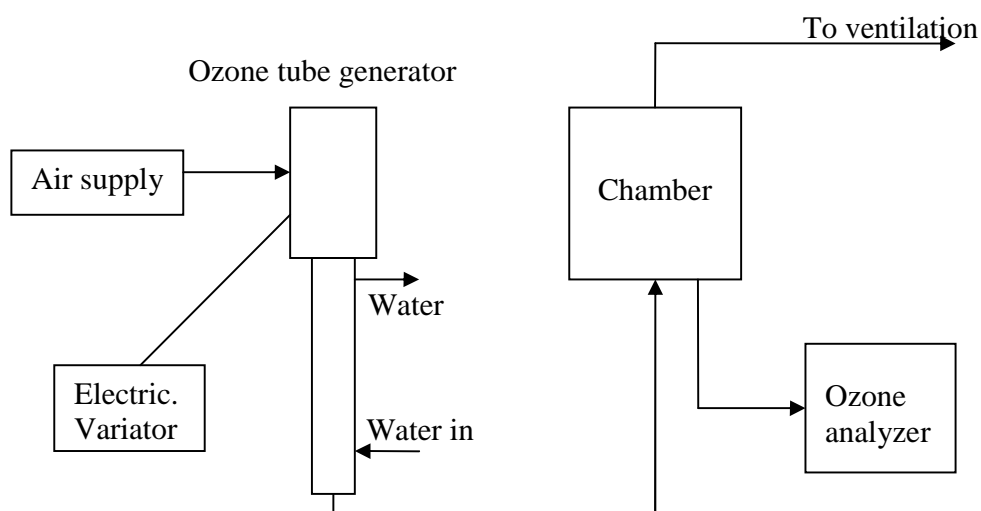 To ventilation
Ozone tube generator
Air supply
Chamber
Water
Electric.
Variator
Water in
Ozone
analyzer